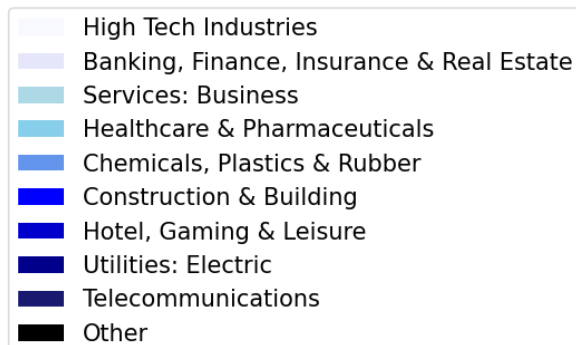 High Tech Industries
Banking, Finance, Insurance & Real Estate
Services: Business
Healthcare & Pharmaceuticals
Chemicals, Plastics & Rubber
Construction & Building
Hotel, Gaming & Leisure
Utilities: Electric
Telecommunications
Other